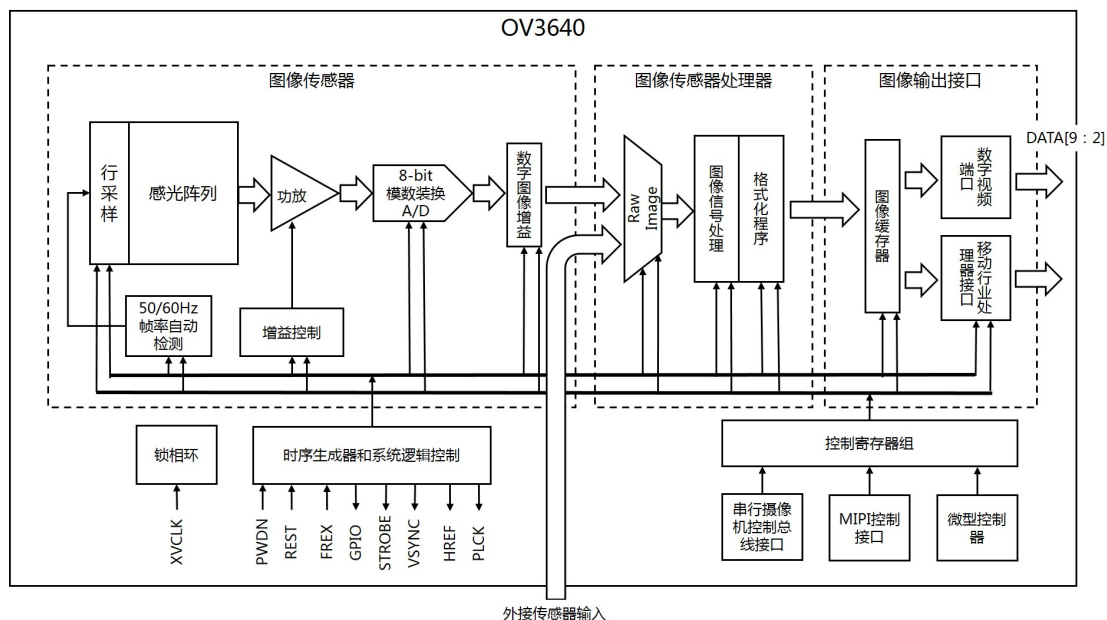 OV3640
图像传感器
图像传感器处理器
图像输出接口
DATA[9：2]
行采样
感光阵列
功放
8-bit
模数装换
A/D
数字图像增益
Raw
Image
图像信号处理
格式化程序
图像缓存器
数字视频
端口
移动行业处
理器接口
50/60Hz
帧率自动
检测
增益控制
锁相环
时序生成器和系统逻辑控制
控制寄存器组
串行摄像
机控制总
线接口
MIPI控制
接口
微型控制
器
XVCLK
PWDN
REST
FREX
GPIO
STROBE
VSYNC
HREF
PLCK
外接传感器输入